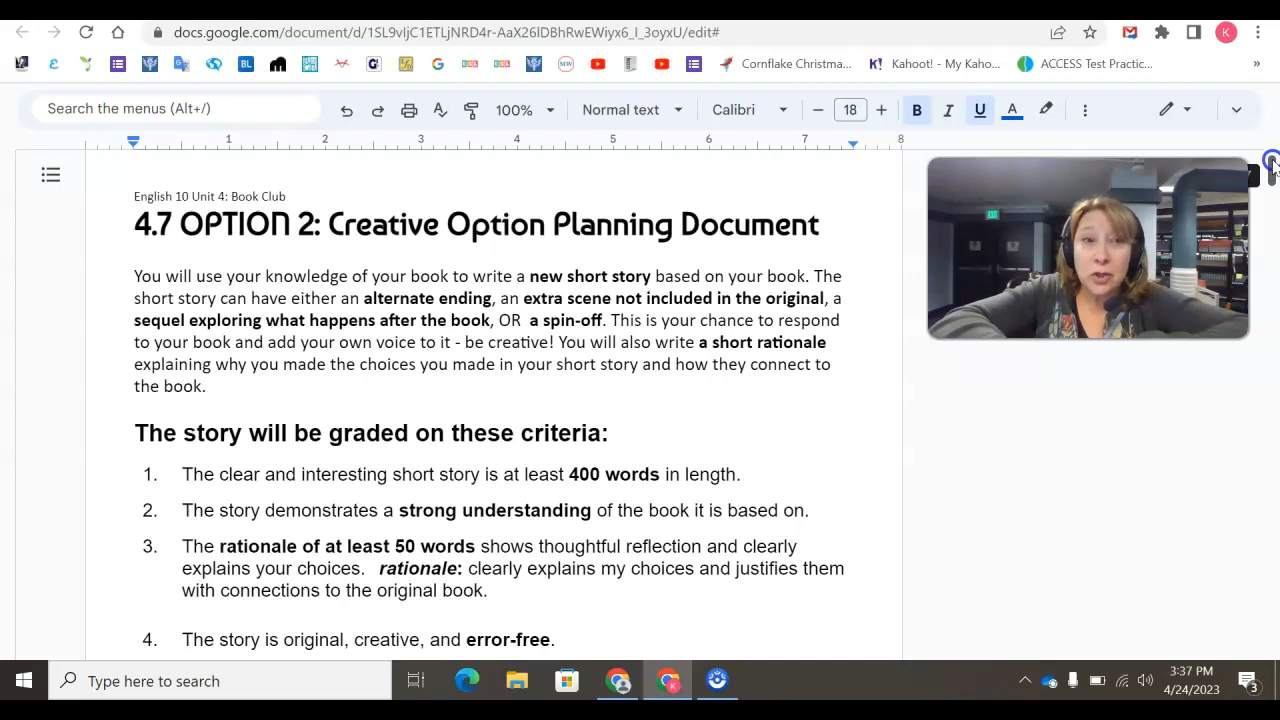 docs.google.com/document/d/1SL9vIjC1ETLjNRD4r-AaX26lDBhRwEWiyx6_I_3oyxU/edit#
K
BL
MW
Cornflake Christma...
K! Kahoot! - My Kaho...
ACCESS Test Practic...
»
Search the menus (Alt+/)
100%
Normal text
Calibri
18
B
I
U
A
1 2 3 4 5 6 7 8
English 10 Unit 4: Book Club
4.7 OPTION 2: Creative Option Planning Document
You will use your knowledge of your book to write a new short story based on your book. The
short story can have either an alternate ending, an extra scene not included in the original, a
sequel exploring what happens after the book, OR a spin-off. This is your chance to respond
to your book and add your own voice to it - be creative! You will also write a short rationale
explaining why you made the choices you made in your short story and how they connect to
the book.
The story will be graded on these criteria:
1. The clear and interesting short story is at least 400 words in length.
2. The story demonstrates a strong understanding of the book it is based on.
3. The rationale of at least 50 words shows thoughtful reflection and clearly
explains your choices. rationale: clearly explains my choices and justifies them
with connections to the original book.
4. The story is original, creative, and error-free.
Type here to search
3:37 PM
4/24/2023
3